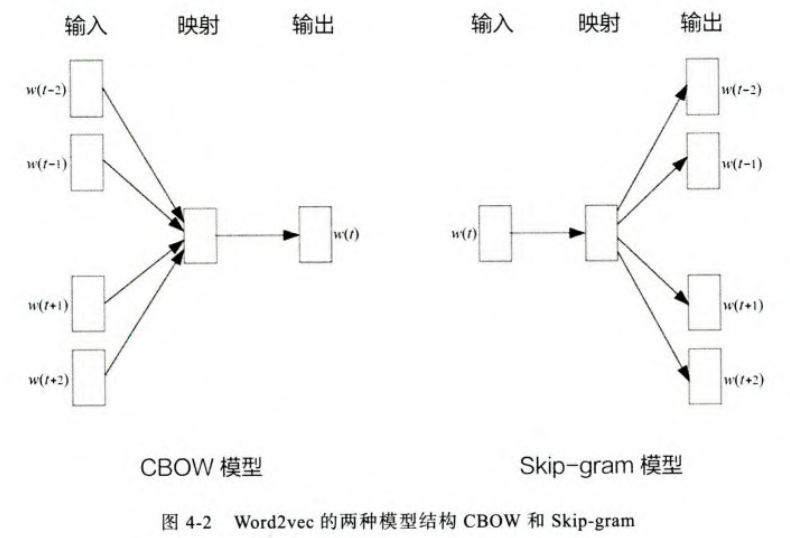 输入 映射 输出 输入 映射 输出
w(t-2) w(t-2)
w(t-1) w(t-1)
w(t) w(t)
w(t+1) w(t+1)
w(t+2) w(t+2)
CBOW 模型 Skip-gram 模型
图 4-2 Word2vec 的两种模型结构 CBOW 和 Skip-gram